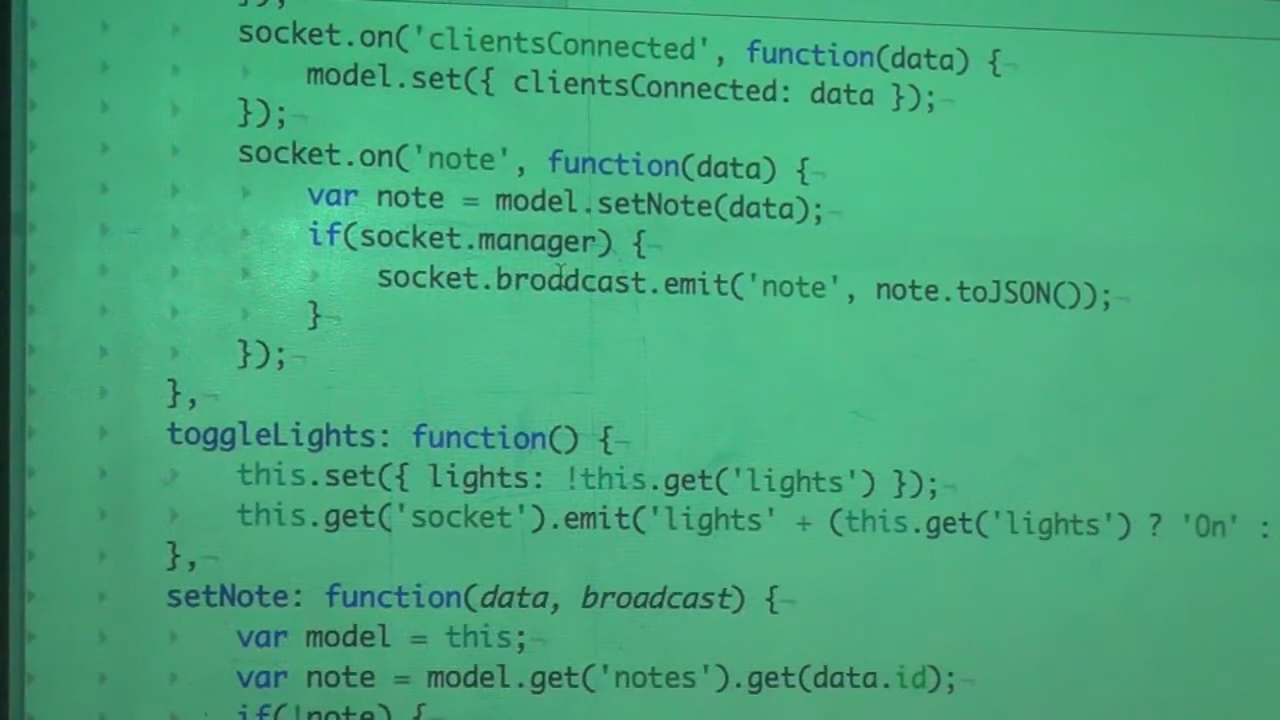 });
socket.on('clientsConnected', function(data) {
model.set({ clientsConnected: data });
});
socket.on('note', function(data) {
var note = model.setNote(data);
if(socket.manager) {
socket.broadcast.emit('note', note.toJSON());
}
});
},
toggleLights: function() {
this.set({ lights: !this.get('lights') });
this.get('socket').emit('lights' + (this.get('lights') ? 'On' :
},
setNote: function(data, broadcast) {
var model = this;
var note = model.get('notes').get(data.id);
if(!note) {